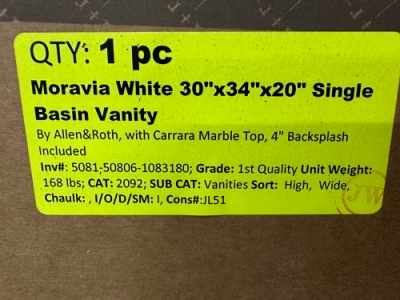 QTY: 1 pc
Moravia White 30"x34"x20" Single
Basin Vanity
By Allen&Roth, with Carrara Marble Top, 4" Backsplash
Included
Inv#: 5081-50806-1083180; Grade: 1st Quality Unit Weight:
168 lbs; CAT: 2092; SUB CAT: Vanities Sort: High, Wide,
Chaulk: , I/O/D/SM: I, Cons#:JL51
JW